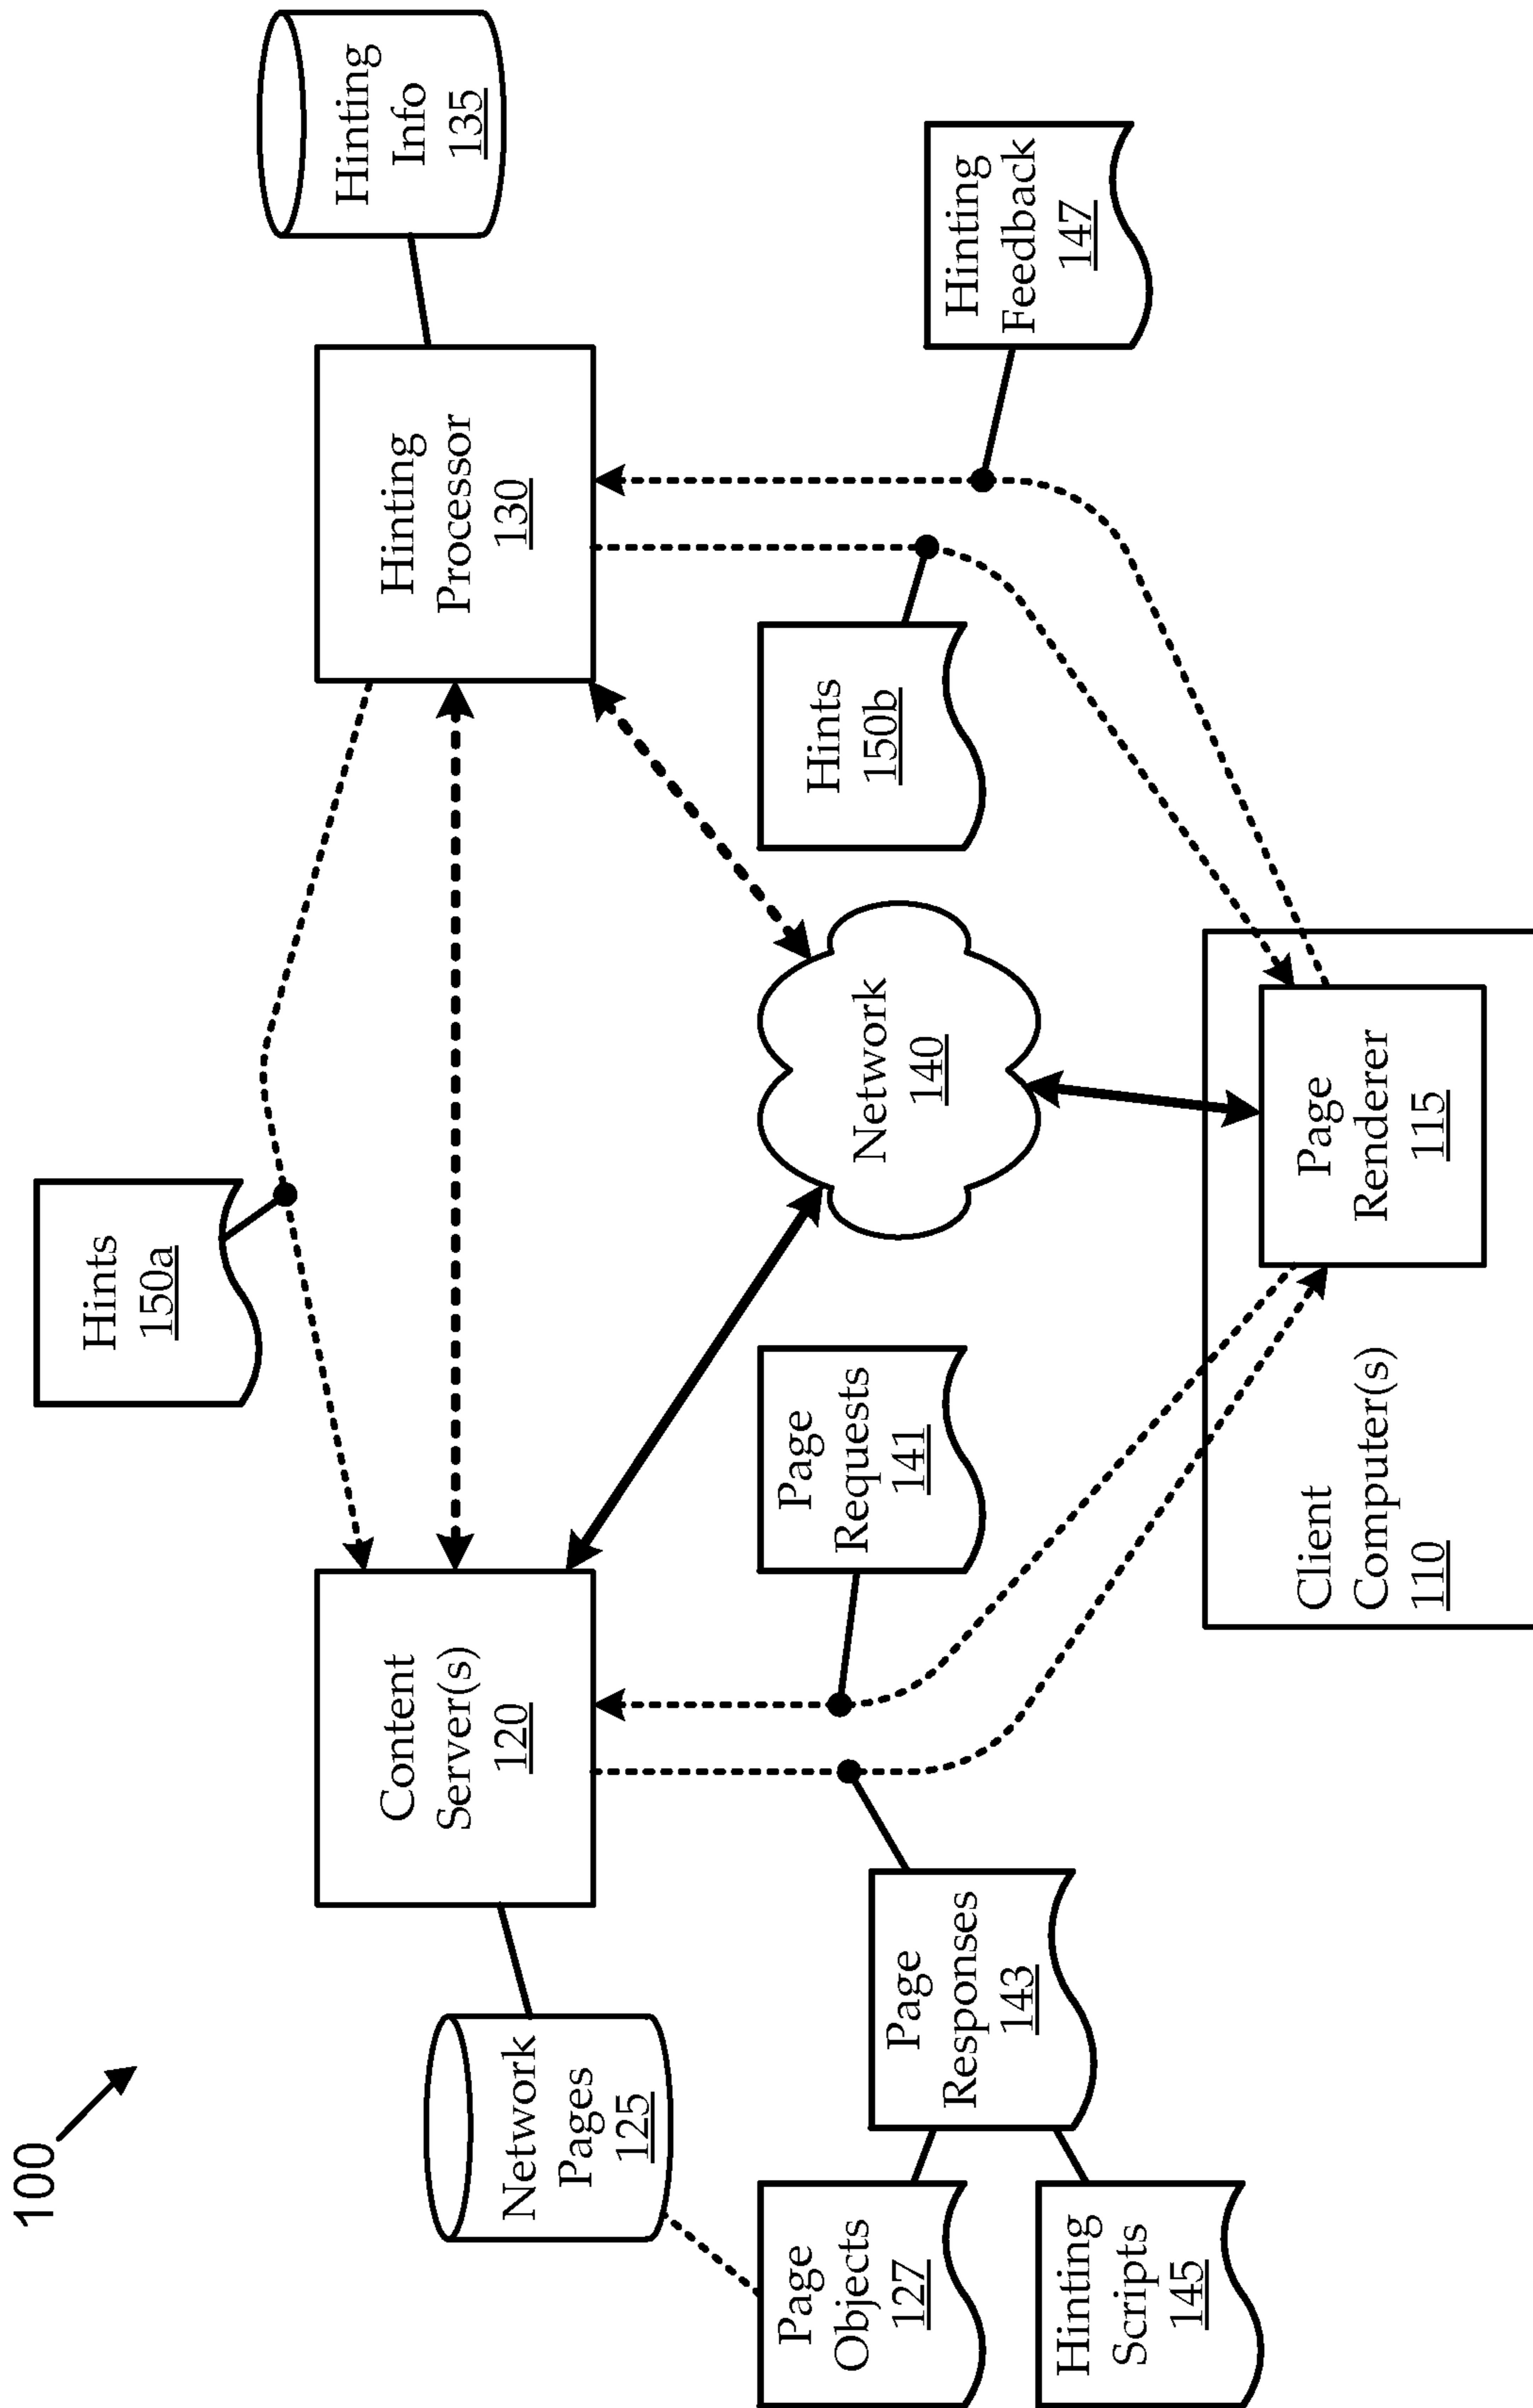 100
Hints
150a
Network
Pages
125
Content
Server(s)
120
Hinting
Processor
130
Hinting
Info
135
Page
Objects
127
Hinting
Scripts
145
Page
Responses
143
Page
Requests
141
Network
140
Hints
150b
Hinting
Feedback
147
Client
Computer(s)
110
Page
Renderer
115